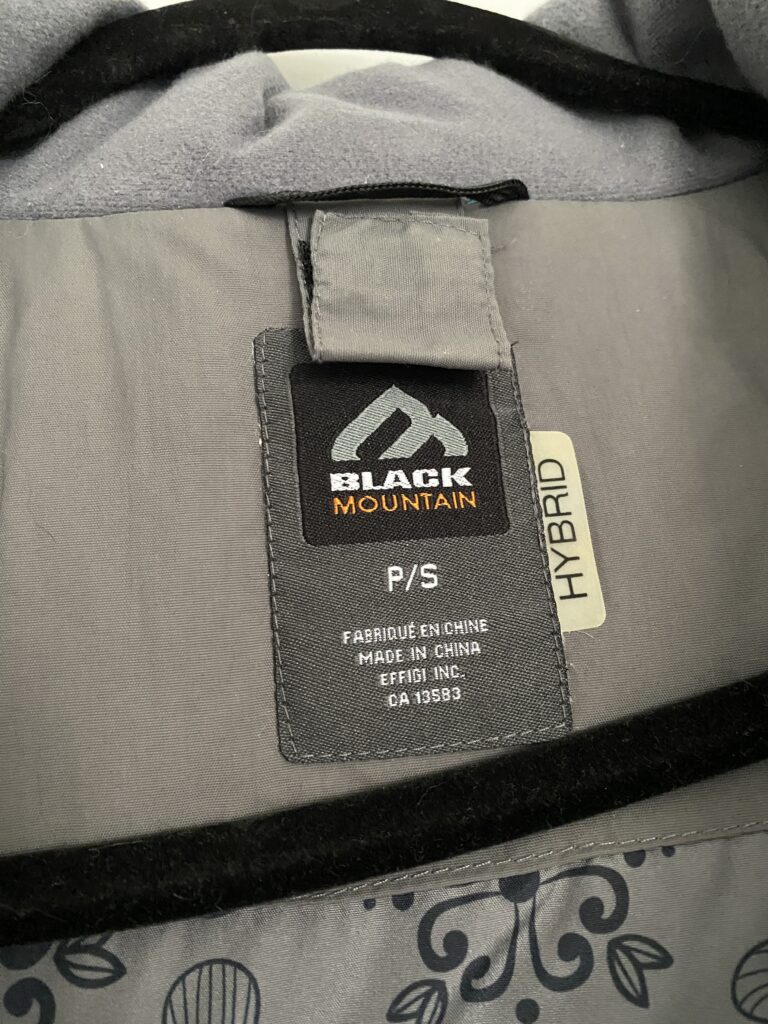 BLACK
MOUNTAIN
P/S
FABRIQUÉ EN CHINE
MADE IN CHINA
EFFIGI INC.
CA 13583
HYBRID